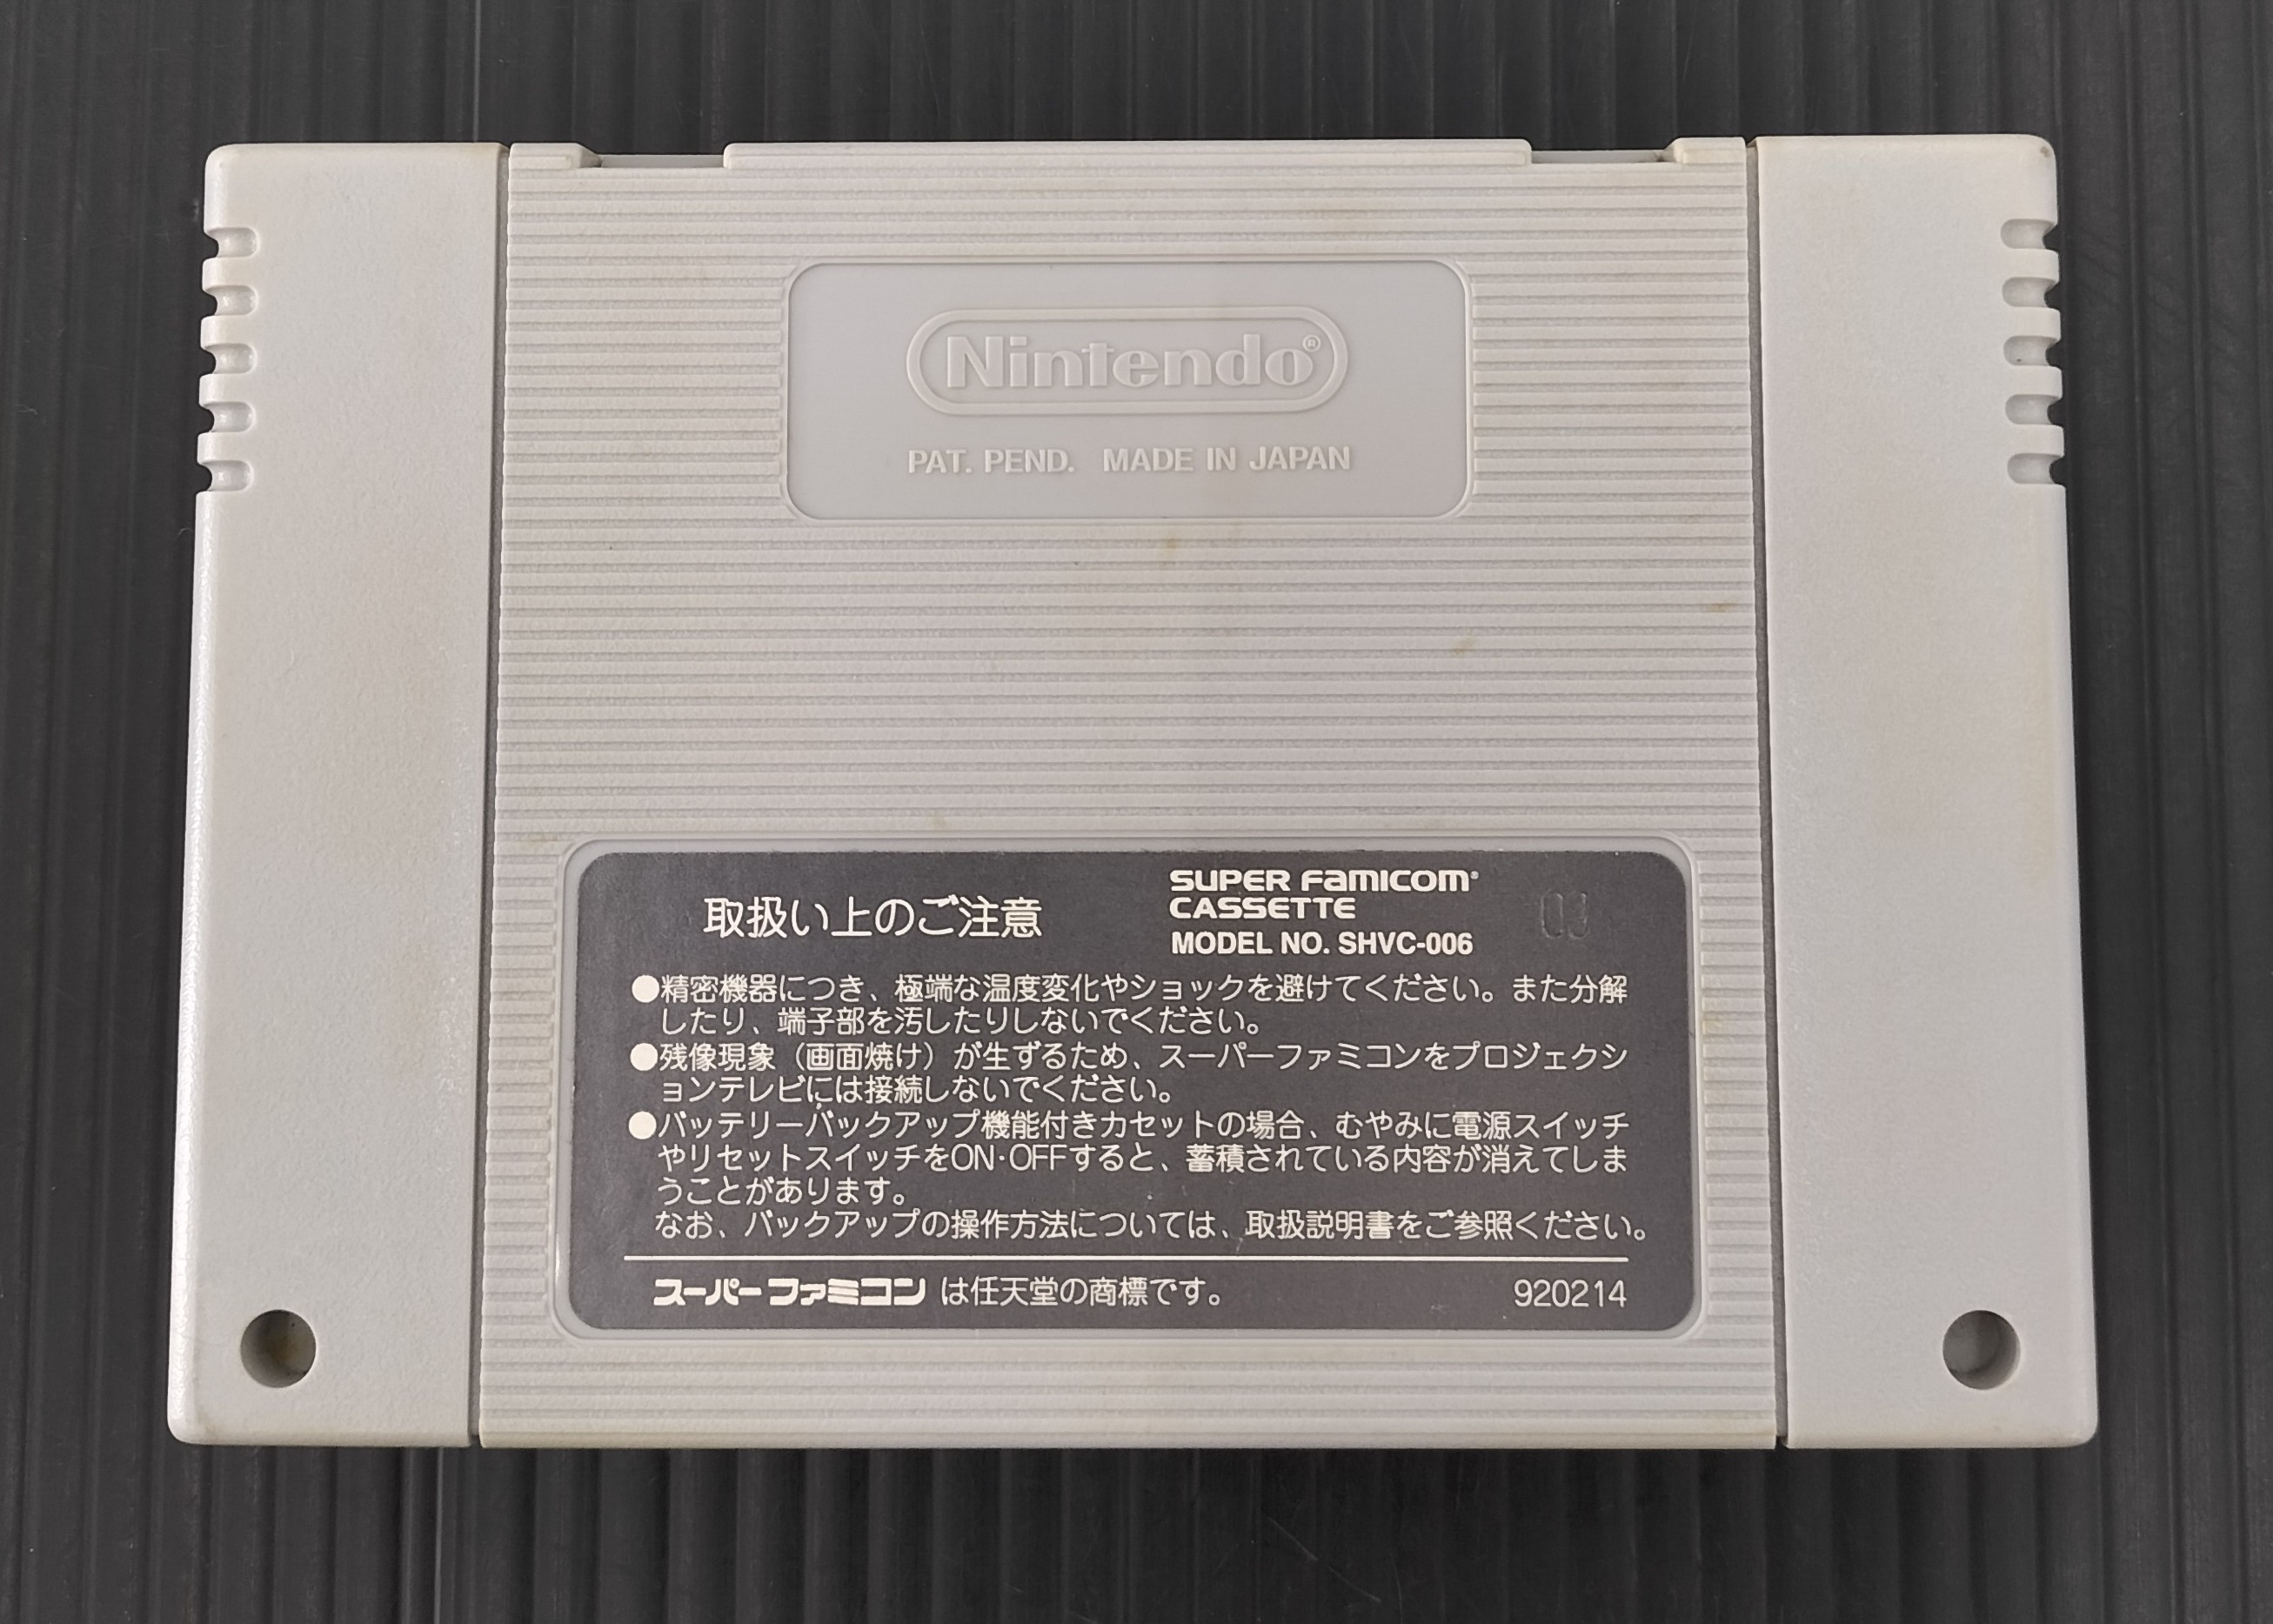 Nintendo®
PAT. PEND. MADE IN JAPAN
取扱い上のご注意
SUPER FAMICOM®
CASSETTE
MODEL NO. SHVC-006
●精密機器につき、極端な温度変化やショックを避けてください。また分解
したり、端子部を汚したりしないでください。
●残像現象（画面焼け）が生ずるため、スーパーファミコンをプロジェクシ
ョンテレビには接続しないでください。
●バッテリーバックアップ機能付きカセットの場合、むやみに電源スイッチ
やリセットスイッチをON·OFFすると、蓄積されている内容が消えてしま
うことがあります。
なお、バックアップの操作方法については、取扱説明書をご参照ください。
スーパーファミコン は任天堂の商標です。
920214